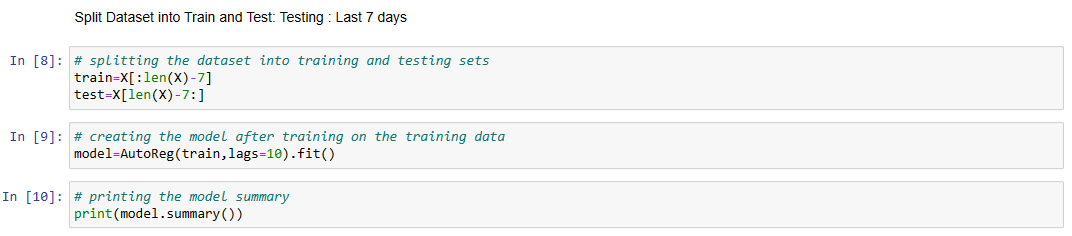 Split Dataset into Train and Test: Testing : Last 7 days
In [8]: # splitting the dataset into training and testing sets
train=X[:len(X)-7]
test=X[len(X)-7:]
In [9]: # creating the model after training on the training data
model=AutoReg(train,lags=10).fit()
In [10]: # printing the model summary
print(model.summary())